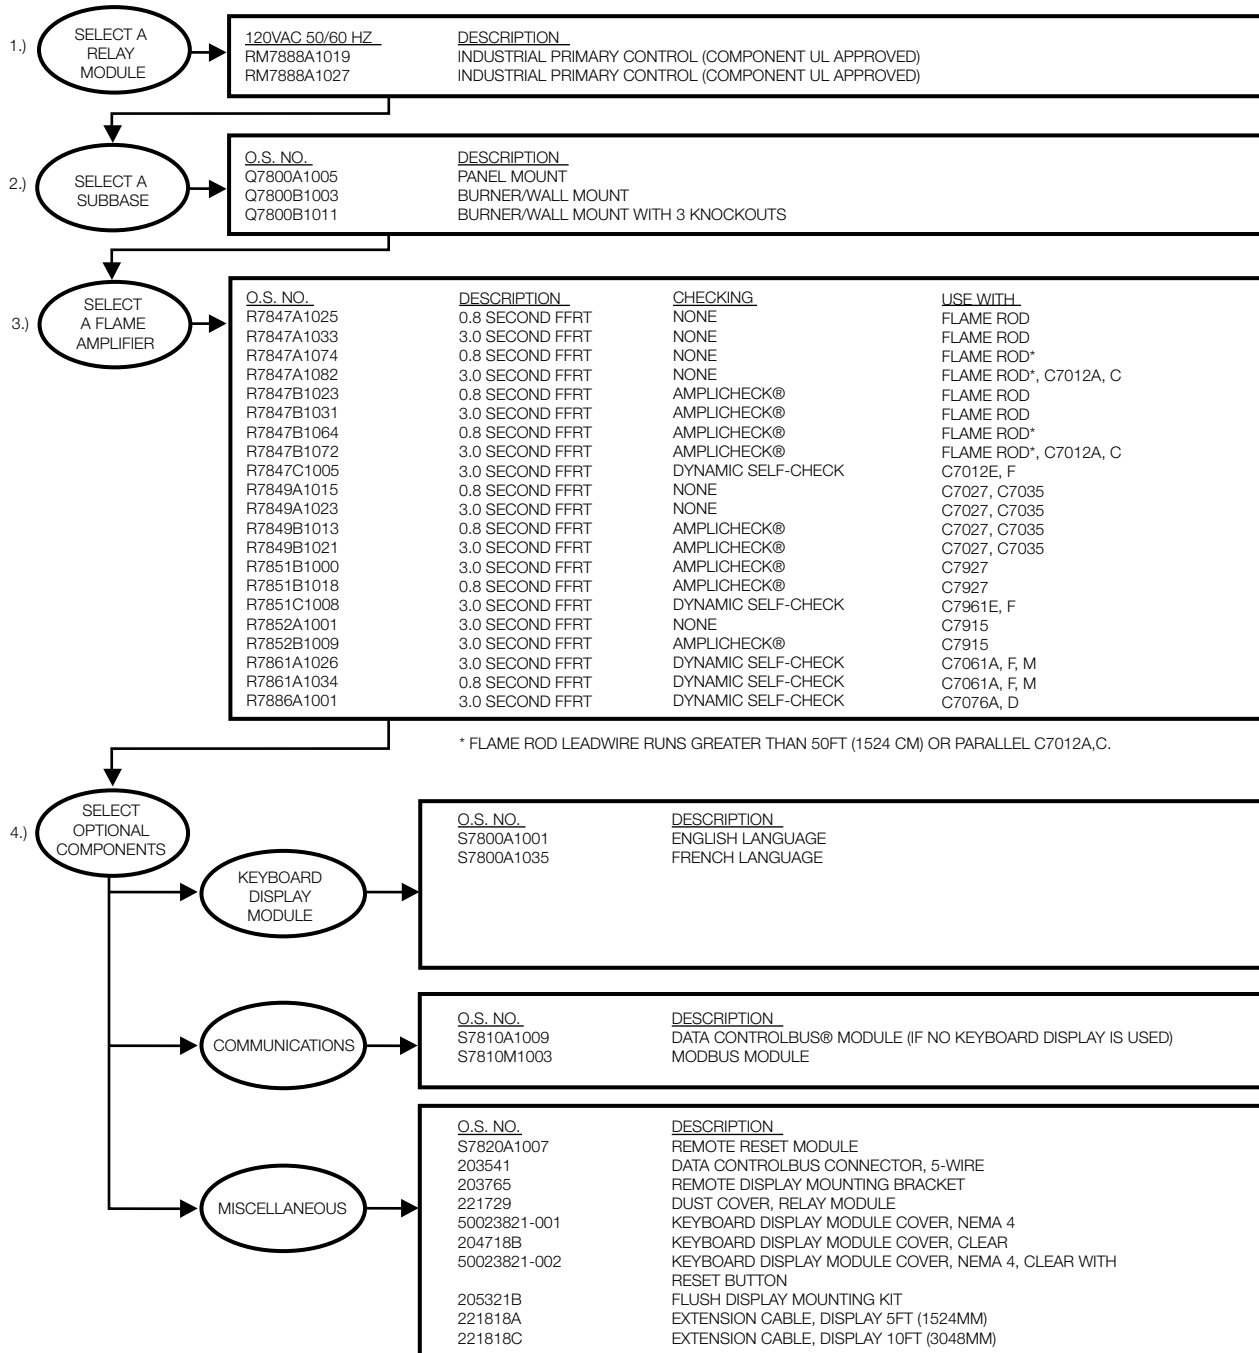 1.)
SELECT A
RELAY
MODULE
120VAC 50/60 HZ DESCRIPTION
RM7888A1019 INDUSTRIAL PRIMARY CONTROL (COMPONENT UL APPROVED)
RM7888A1027 INDUSTRIAL PRIMARY CONTROL (COMPONENT UL APPROVED)
2.)
SELECT A
SUBBASE
O.S. NO. DESCRIPTION
Q7800A1005 PANEL MOUNT
Q7800B1003 BURNER/WALL MOUNT
Q7800B1011 BURNER/WALL MOUNT WITH 3 KNOCKOUTS
3.)
SELECT
A FLAME
AMPLIFIER
O.S. NO. DESCRIPTION CHECKING USE WITH
R7847A1025 0.8 SECOND FFRT NONE FLAME ROD
R7847A1033 3.0 SECOND FFRT NONE FLAME ROD
R7847A1074 0.8 SECOND FFRT NONE FLAME ROD*
R7847A1082 3.0 SECOND FFRT NONE FLAME ROD*, C7012A, C
R7847B1023 0.8 SECOND FFRT AMPLICHECK® FLAME ROD
R7847B1031 3.0 SECOND FFRT AMPLICHECK® FLAME ROD
R7847B1064 0.8 SECOND FFRT AMPLICHECK® FLAME ROD*
R7847B1072 3.0 SECOND FFRT AMPLICHECK® FLAME ROD*, C7012A, C
R7847C1005 3.0 SECOND FFRT DYNAMIC SELF-CHECK C7012E, F
R7849A1015 0.8 SECOND FFRT NONE C7027, C7035
R7849A1023 3.0 SECOND FFRT NONE C7027, C7035
R7849B1013 0.8 SECOND FFRT AMPLICHECK® C7027, C7035
R7849B1021 3.0 SECOND FFRT AMPLICHECK® C7027, C7035
R7851B1000 3.0 SECOND FFRT AMPLICHECK® C7927
R7851B1018 0.8 SECOND FFRT AMPLICHECK® C7927
R7851C1008 3.0 SECOND FFRT DYNAMIC SELF-CHECK C7961E, F
R7852A1001 3.0 SECOND FFRT NONE C7915
R7852B1009 3.0 SECOND FFRT AMPLICHECK® C7915
R7861A1026 3.0 SECOND FFRT DYNAMIC SELF-CHECK C7061A, F, M
R7861A1034 0.8 SECOND FFRT DYNAMIC SELF-CHECK C7061A, F, M
R7886A1001 3.0 SECOND FFRT DYNAMIC SELF-CHECK C7076A, D
* FLAME ROD LEADWIRE RUNS GREATER THAN 50FT (1524 CM) OR PARALLEL C7012A,C.
4.)
SELECT
OPTIONAL
COMPONENTS
KEYBOARD
DISPLAY
MODULE
O.S. NO. DESCRIPTION
S7800A1001 ENGLISH LANGUAGE
S7800A1035 FRENCH LANGUAGE
COMMUNICATIONS
O.S. NO. DESCRIPTION
S7810A1009 DATA CONTROLBUS® MODULE (IF NO KEYBOARD DISPLAY IS USED)
S7810M1003 MODBUS MODULE
MISCELLANEOUS
O.S. NO. DESCRIPTION
S7820A1007 REMOTE RESET MODULE
203541 DATA CONTROLBUS CONNECTOR, 5-WIRE
203765 REMOTE DISPLAY MOUNTING BRACKET
221729 DUST COVER, RELAY MODULE
50023821-001 KEYBOARD DISPLAY MODULE COVER, NEMA 4
204718B KEYBOARD DISPLAY MODULE COVER, CLEAR
50023821-002 KEYBOARD DISPLAY MODULE COVER, NEMA 4, CLEAR WITH
RESET BUTTON
205321B FLUSH DISPLAY MOUNTING KIT
221818A EXTENSION CABLE, DISPLAY 5FT (1524MM)
221818C EXTENSION CABLE, DISPLAY 10FT (3048MM)